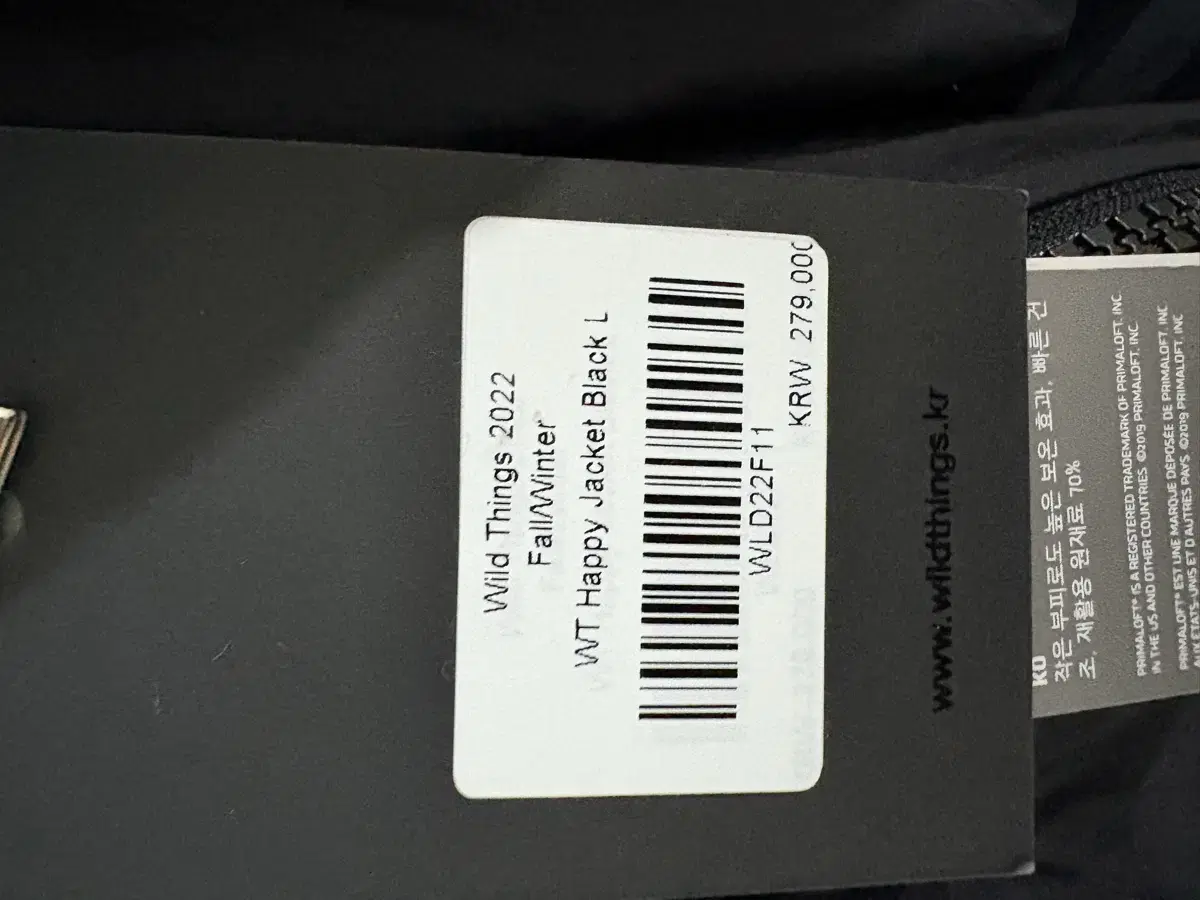 Wild Things 2022
Fall/Winter
WT Happy Jacket Black L
WLD22F11
KRW 279,000
www.wildthings.kr
KO
작은 부피로도 높은 보온 효과, 빠른 건
조, 재활용 원재료 70%
PRIMALOFT® IS A REGISTERED TRADEMARK OF PRIMALOFT, INC.
IN THE US AND OTHER COUNTRIES ©2019 PRIMALOFT, INC.
PRIMALOFT® EST UNE MARQUE DÉPOSÉE DE PRIMALOFT, INC
AUX ÉTATS-UNIS ET D AUTRES PAYS ©2019 PRIMALOFT, INC